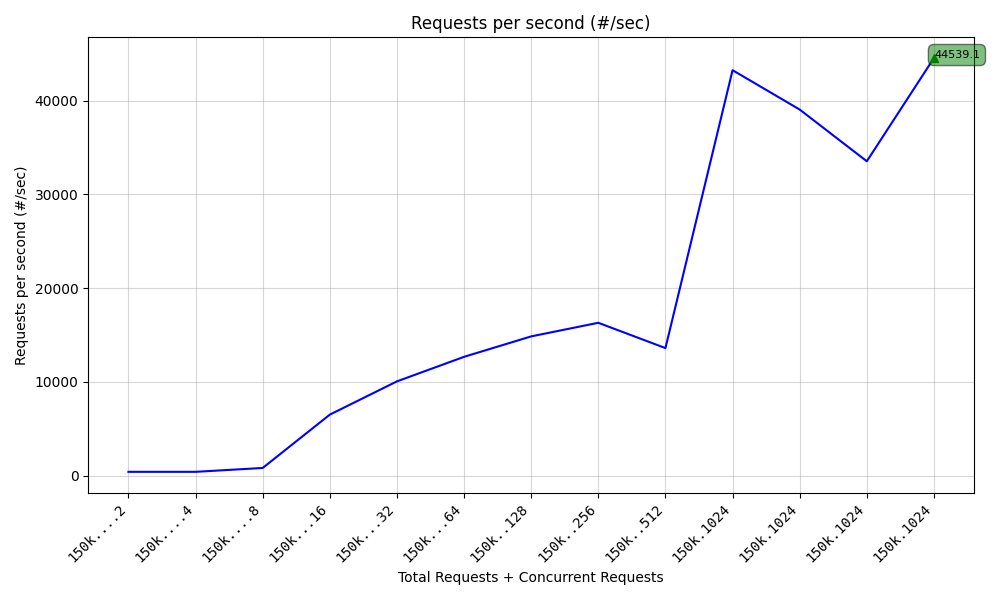 Requests per second (#/sec)
44539.1
40000
30000
20000
10000
0
Requests per second (#/sec)
150k....2
150k....4
150k....8
150k...16
150k...32
150k...64
150k..128
150k..256
150k..512
150k.1024
150k.1024
150k.1024
150k.1024
Total Requests + Concurrent Requests